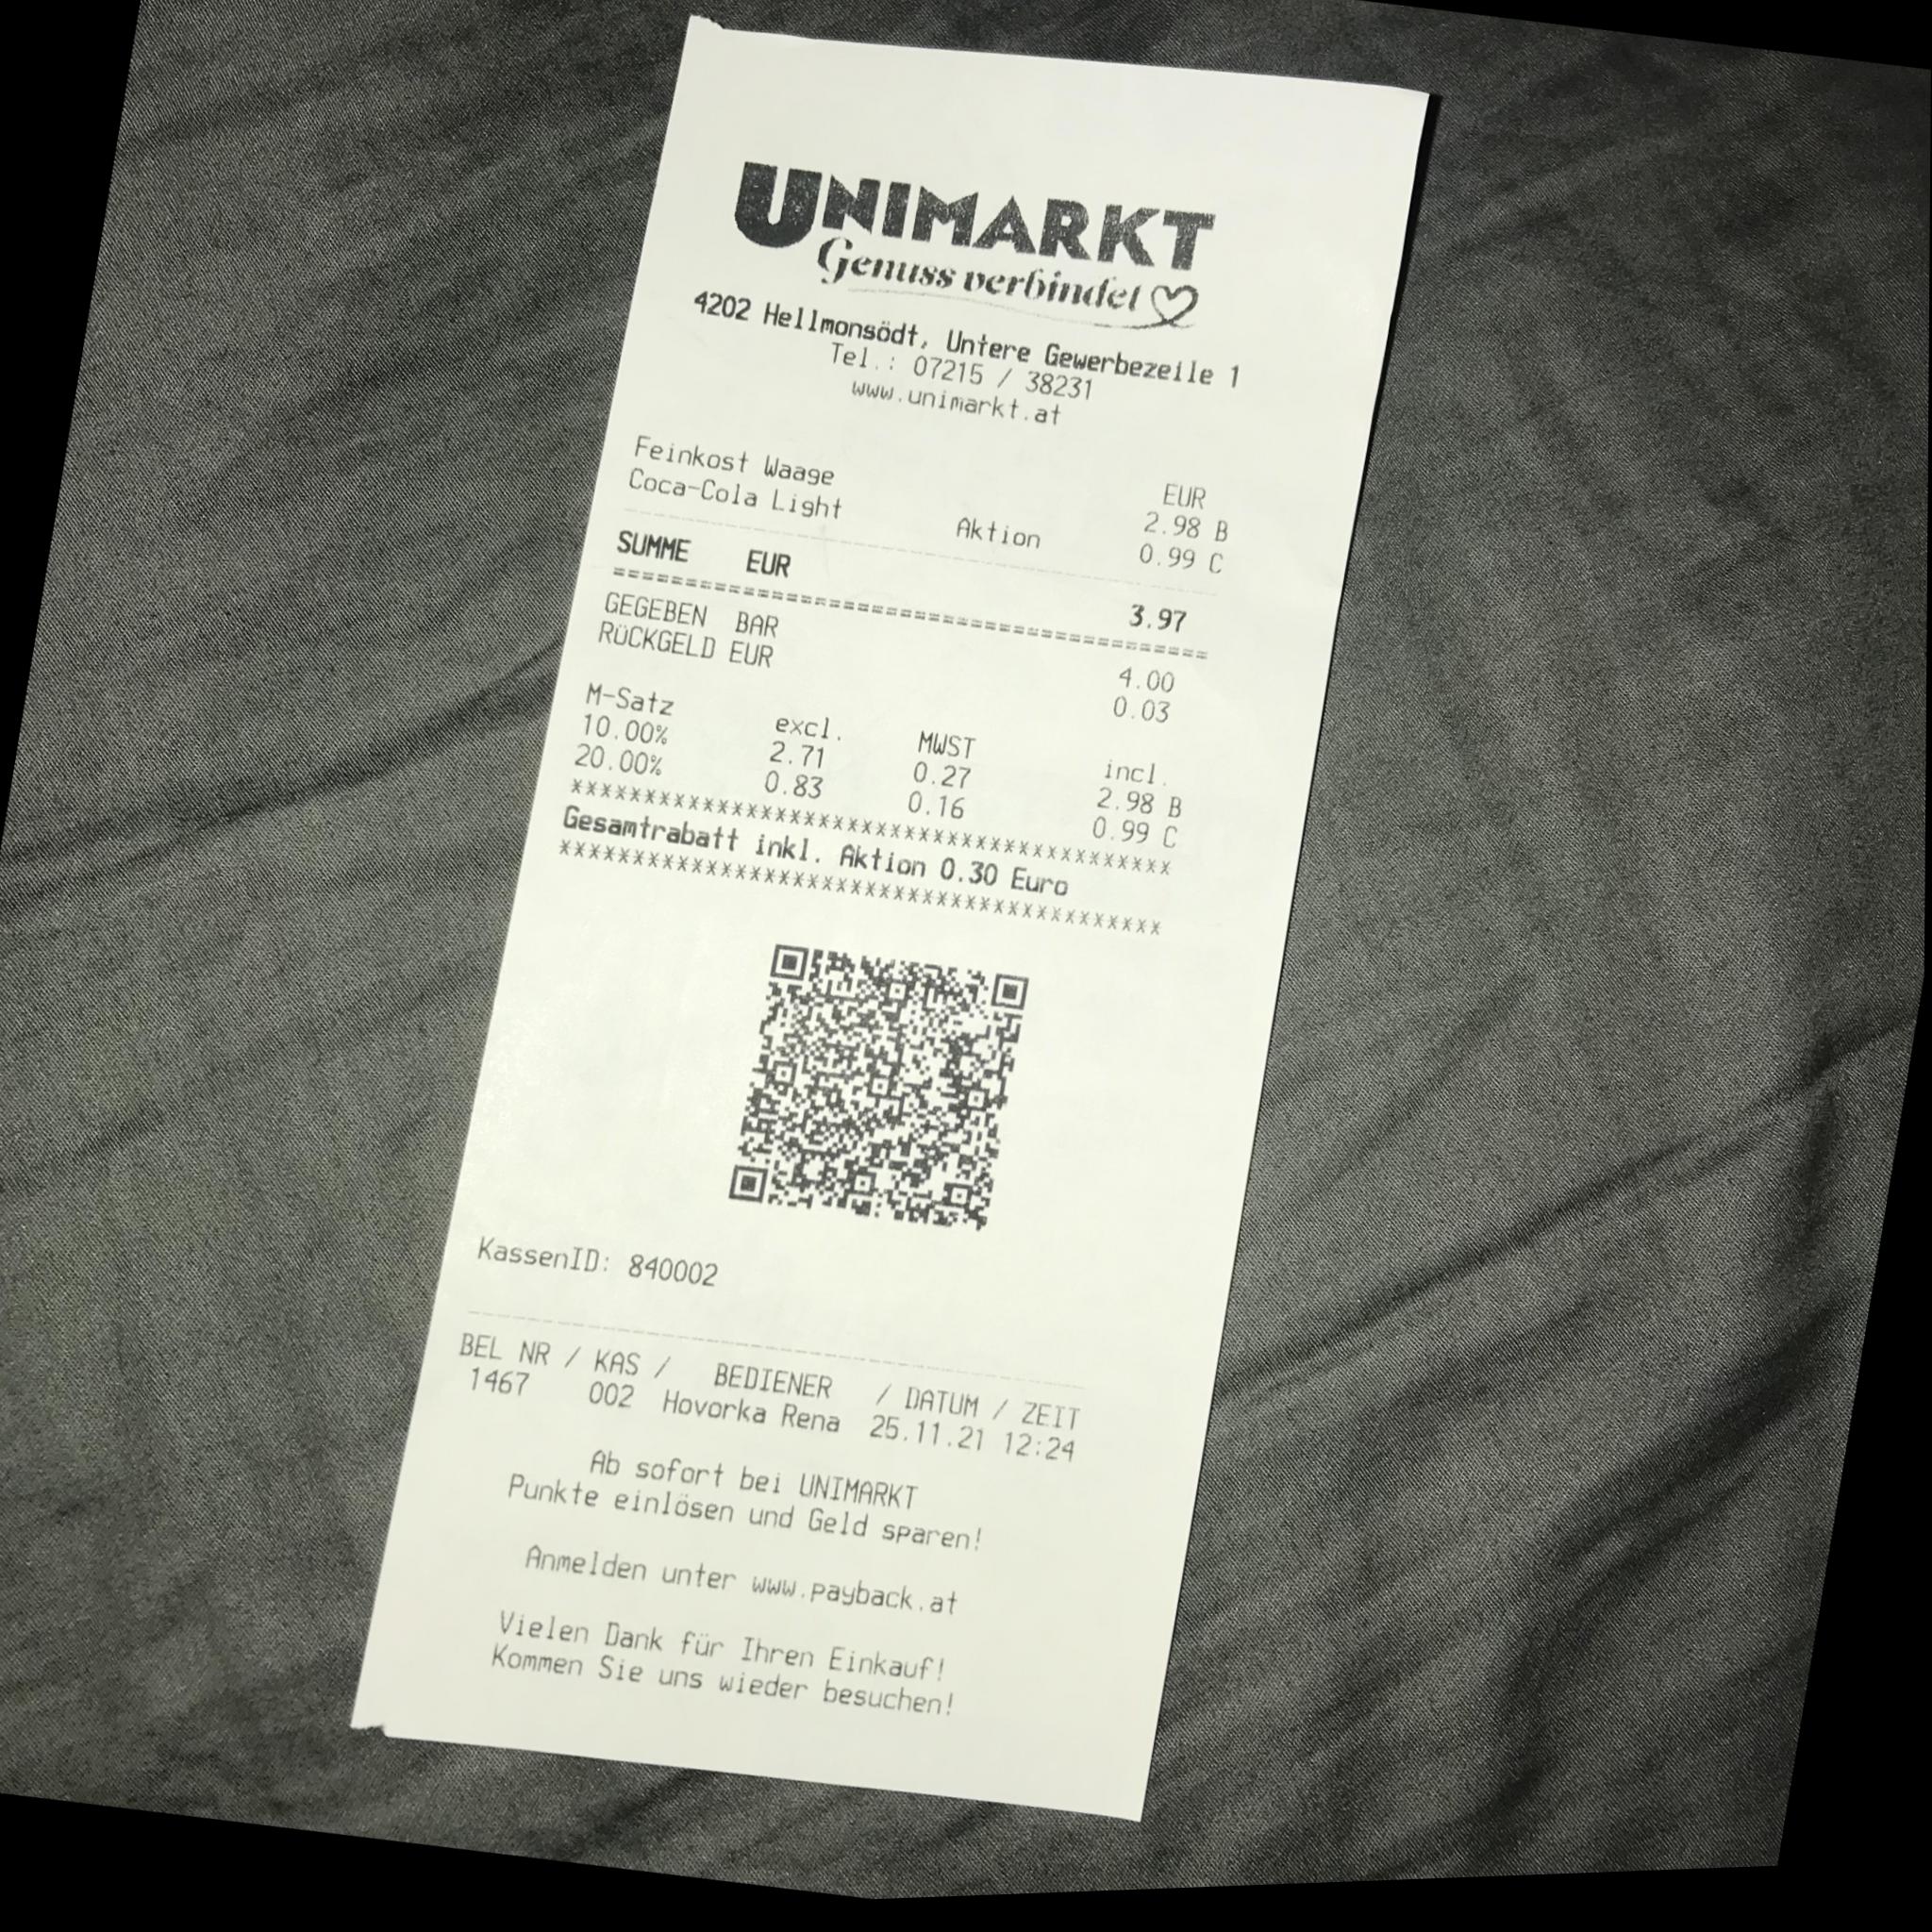 UNIMARKT
Genuss verbindet
4202 Hellmonsödt, Untere Gewerbezeile 1
Tel.: 07215 / 38231
www.unimarkt.at
EUR
Feinkost Waage 2.98 B
Coca-Cola Light Aktion 0.99 C
SUMME EUR 3.97
========================================
GEGEBEN BAR 4.00
RÜCKGELD EUR 0.03
M-Satz excl. MWST incl.
10.00% 2.71 0.27 2.98 B
20.00% 0.83 0.16 0.99 C
******************************************
Gesamtrabatt inkl. Aktion 0.30 Euro
******************************************
KassenID: 840002
BEL NR / KAS / BEDIENER / DATUM / ZEIT
1467 002 Hovorka Rena 25.11.21 12:24
Ab sofort bei UNIMARKT
Punkte einlösen und Geld sparen!
Anmelden unter www.payback.at
Vielen Dank für Ihren Einkauf!
Kommen Sie uns wieder besuchen!